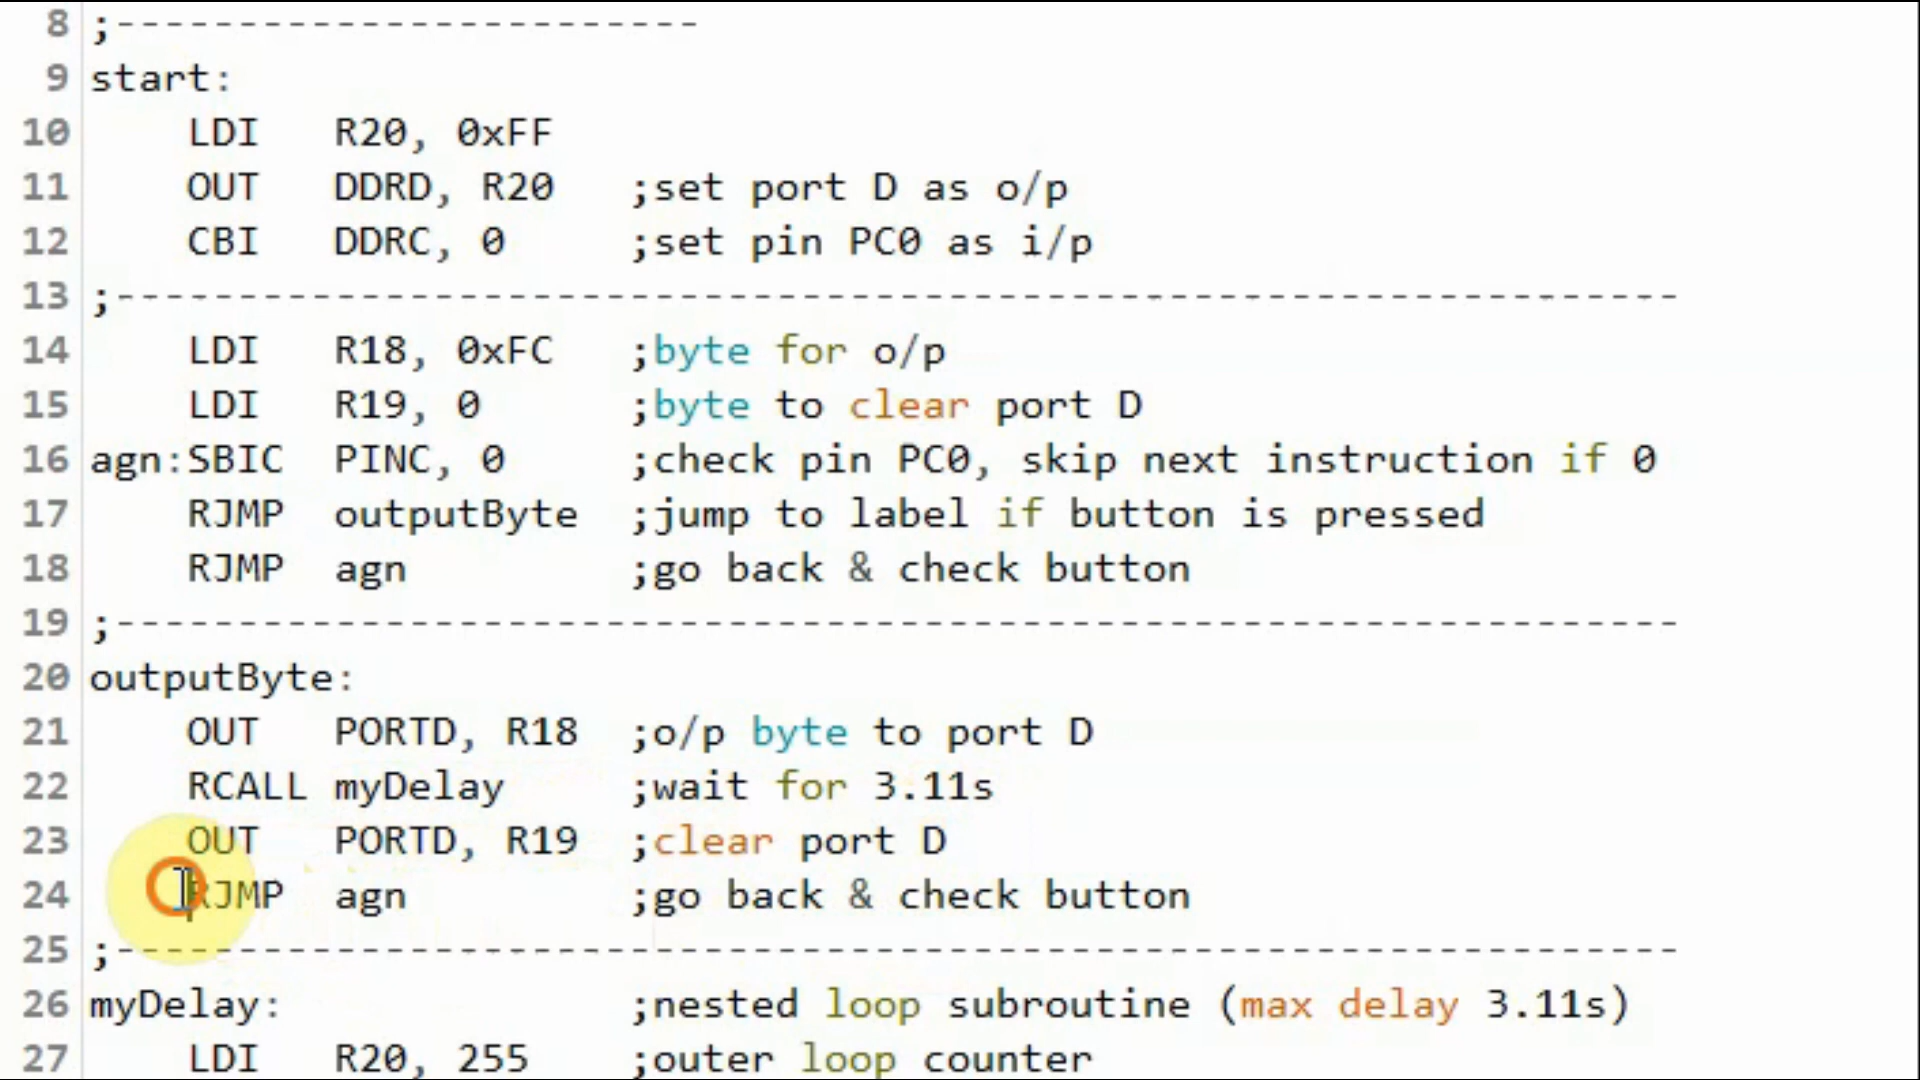 8 ;------------------------
9 start:
10 LDI R20, 0xFF
11 OUT DDRD, R20 ;set port D as o/p
12 CBI DDRC, 0 ;set pin PC0 as i/p
13 ;----------------------------------------------------------------
14 LDI R18, 0xFC ;byte for o/p
15 LDI R19, 0 ;byte to clear port D
16 agn:SBIC PINC, 0 ;check pin PC0, skip next instruction if 0
17 RJMP outputByte ;jump to label if button is pressed
18 RJMP agn ;go back & check button
19 ;----------------------------------------------------------------
20 outputByte:
21 OUT PORTD, R18 ;o/p byte to port D
22 RCALL myDelay ;wait for 3.11s
23 OUT PORTD, R19 ;clear port D
24 RJMP agn ;go back & check button
25 ;----------------------------------------------------------------
26 myDelay: ;nested loop subroutine (max delay 3.11s)
27 LDI R20, 255 ;outer loop counter